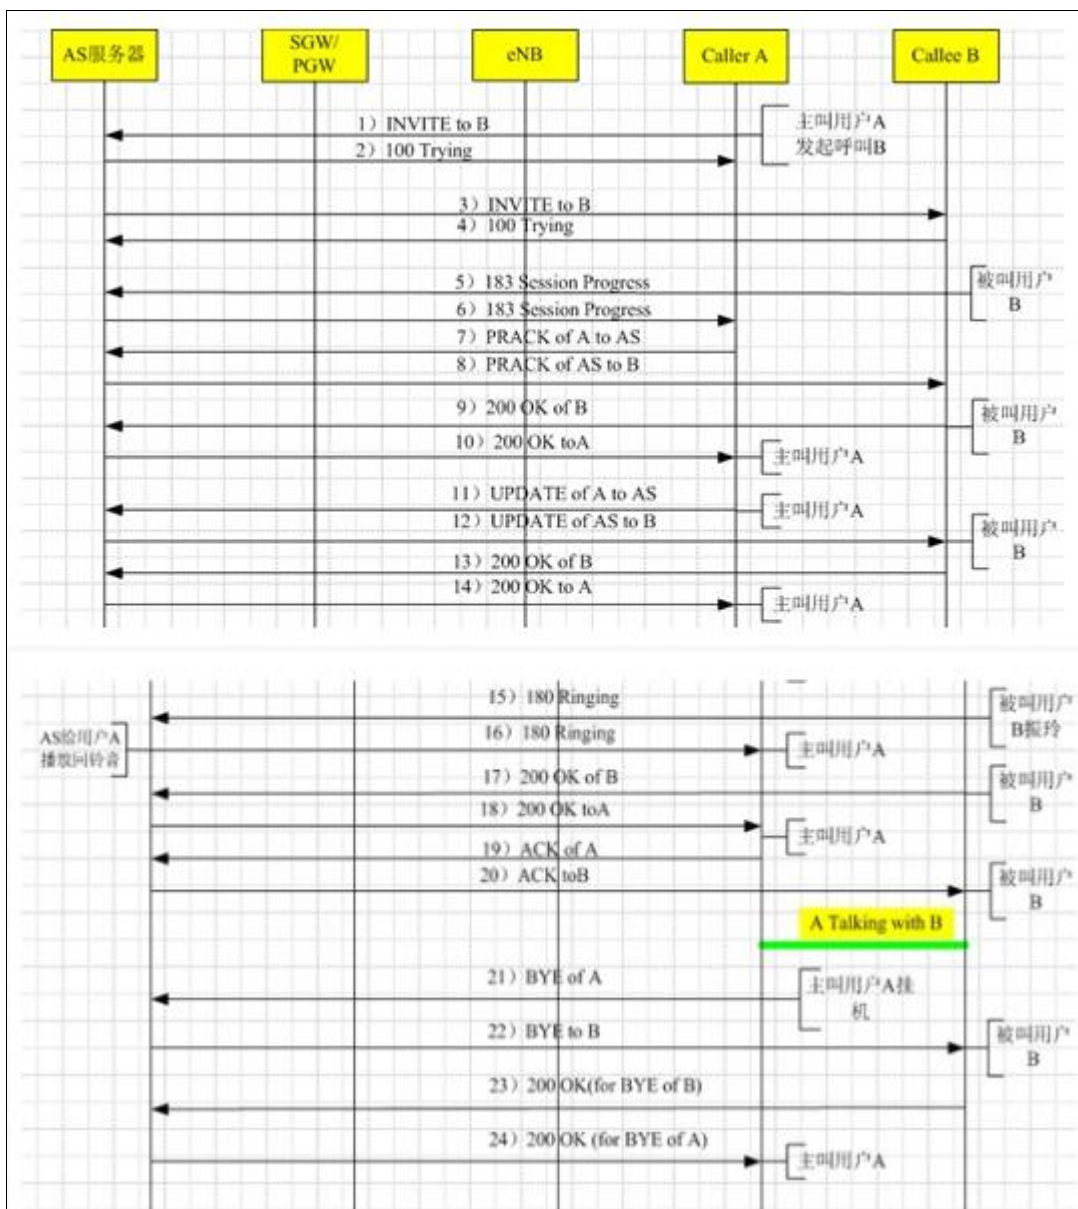 AS服务器
SGW/
PGW
eNB
Caller A
Callee B
1）INVITE to B
主叫用户A
发起呼叫B
2）100 Trying
3）INVITE to B
4）100 Trying
5）183 Session Progress
被叫用户
B
6）183 Session Progress
7）PRACK of A to AS
8）PRACK of AS to B
9）200 OK of B
被叫用户
B
10）200 OK toA
主叫用户A
11）UPDATE of A to AS
主叫用户A
12）UPDATE of AS to B
被叫用户
B
13）200 OK of B
14）200 OK to A
主叫用户A
15）180 Ringing
被叫用户
B振玲
AS给用户A
播放回铃音
16）180 Ringing
主叫用户A
17）200 OK of B
被叫用户
B
18）200 OK toA
主叫用户A
19）ACK of A
20）ACK toB
被叫用户
B
A Talking with B
21）BYE of A
主叫用户A挂
机
22）BYE to B
被叫用户
B
23）200 OK(for BYE of B)
24）200 OK (for BYE of A)
主叫用户A